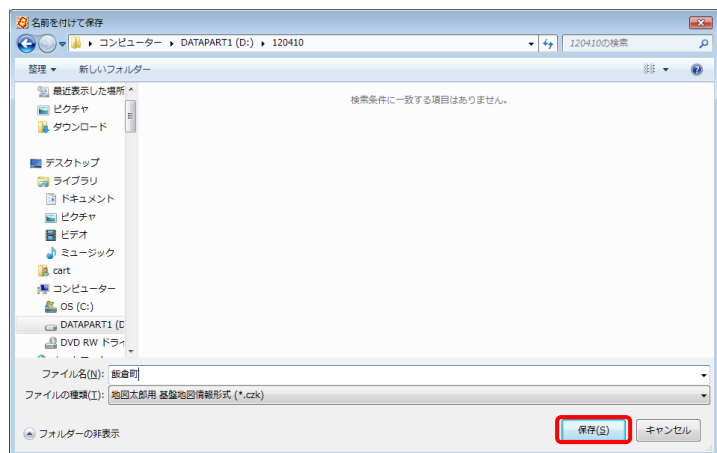 名前を付けて保存
コンピューター ▸ DATAPART1 (D:) ▸ 120410
120410の検索
整理 ▼ 新しいフォルダー
最近表示した場所
ピクチャ
ダウンロード
デスクトップ
ライブラリ
ドキュメント
ピクチャ
ビデオ
ミュージック
cart
コンピューター
OS (C:)
DATAPART1 (D
DVD RW ドライ
検索条件に一致する項目はありません。
ファイル名(N): 飯倉町
ファイルの種類(T): 地図太郎用 基盤地図情報形式 (*.czk)
フォルダーの非表示
保存(S) キャンセル